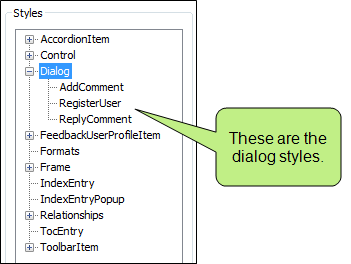 Styles
AccordionItem
Control
Dialog
AddComment
RegisterUser
ReplyComment
FeedbackUserProfileItem
Formats
Frame
IndexEntry
IndexEntryPopup
Relationships
TocEntry
ToolbarItem
These are the
dialog styles.